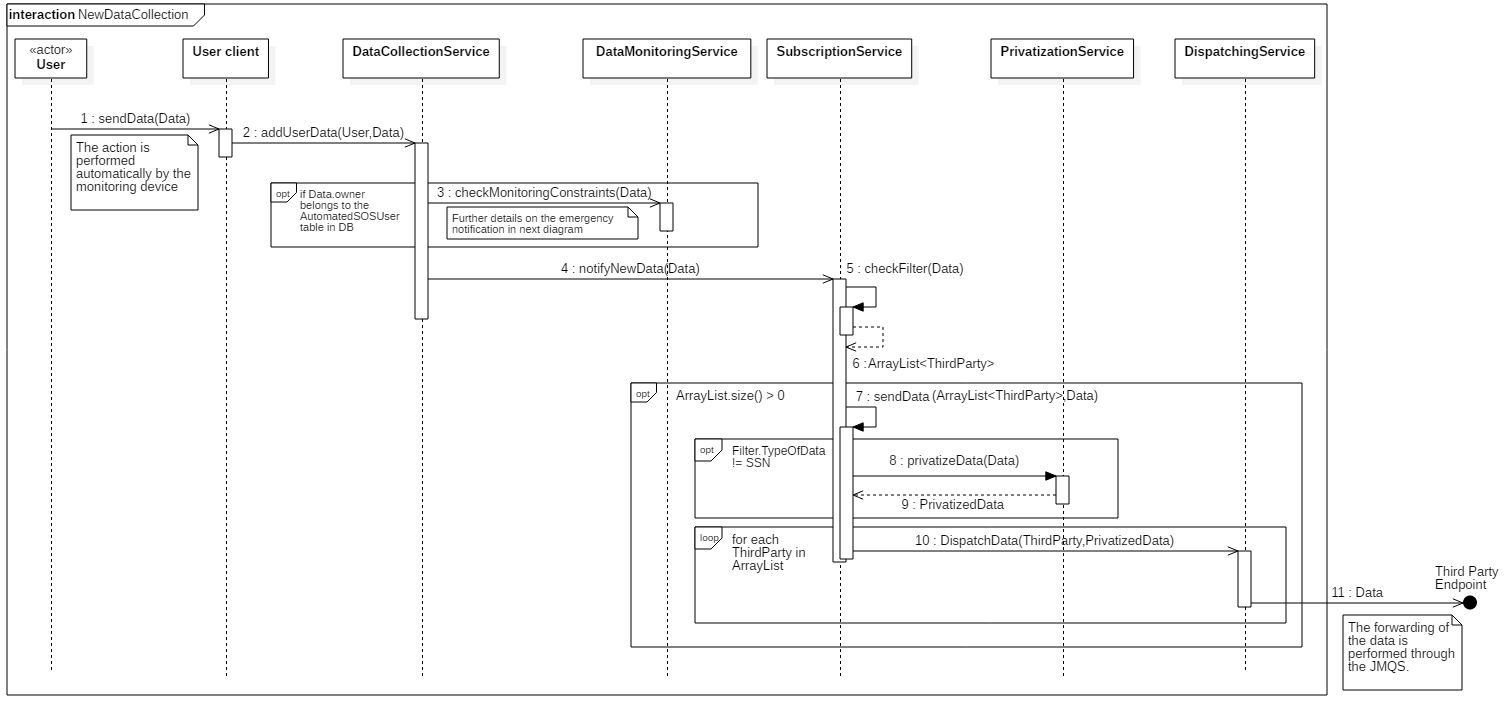 interaction NewDataCollection
«actor»
User
User client
DataCollectionService
DataMonitoringService
SubscriptionService
PrivatizationService
DispatchingService
1 : sendData(Data)
The action is
performed
automatically by the
monitoring device
2 : addUserData(User,Data)
opt
if Data.owner
belongs to the
AutomatedSOSUser
table in DB
3 : checkMonitoringConstraints(Data)
Further details on the emergency
notification in next diagram
4 : notifyNewData(Data)
5 : checkFilter(Data)
6 :ArrayList<ThirdParty>
opt
ArrayList.size() > 0
7 : sendData (ArrayList<ThirdParty>,Data)
opt
Filter.TypeOfData
!= SSN
8 : privatizeData(Data)
9 : PrivatizedData
loop
for each
ThirdParty in
ArrayList
10 : DispatchData(ThirdParty,PrivatizedData)
Third Party
Endpoint
11 : Data
The forwarding of
the data is
performed through
the JMQS.